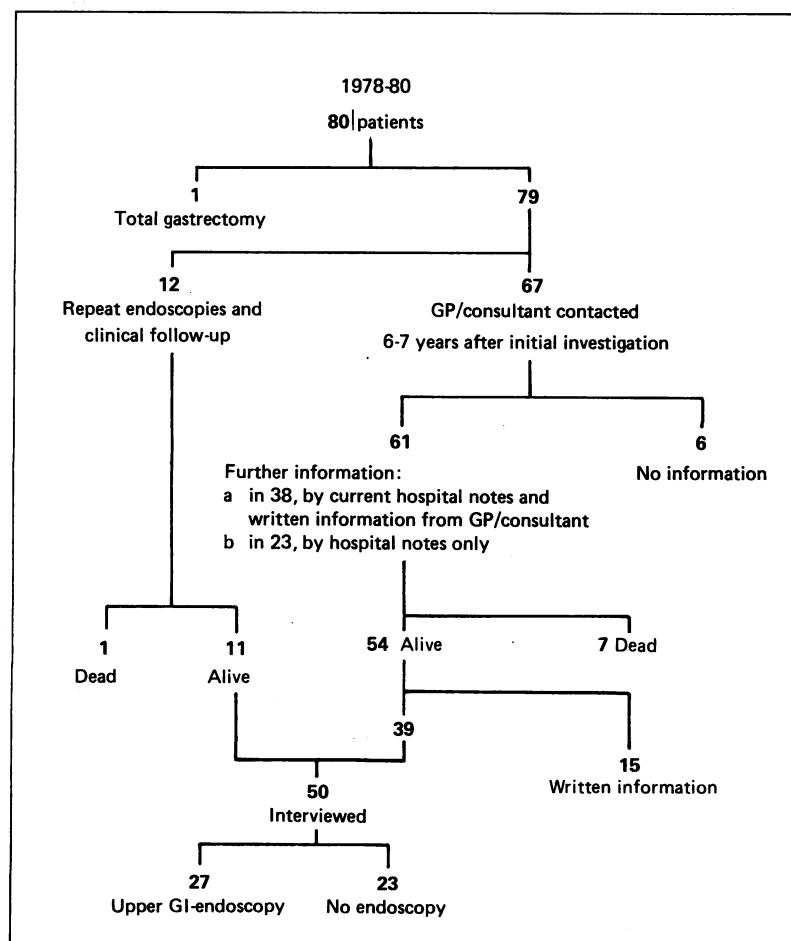 1978-80
80 patients
1
79
Total gastrectomy
12
67
Repeat endoscopies and
GP/consultant contacted
clinical follow-up
6-7 years after initial investigation
61
6
Further information:
No information
a in 38, by current hospital notes and
written information from GP/consultant
b in 23, by hospital notes only
1
11
54 Alive
7 Dead
Dead
Alive
39
15
50
Written information
Interviewed
27
23
Upper GI-endoscopy
No endoscopy